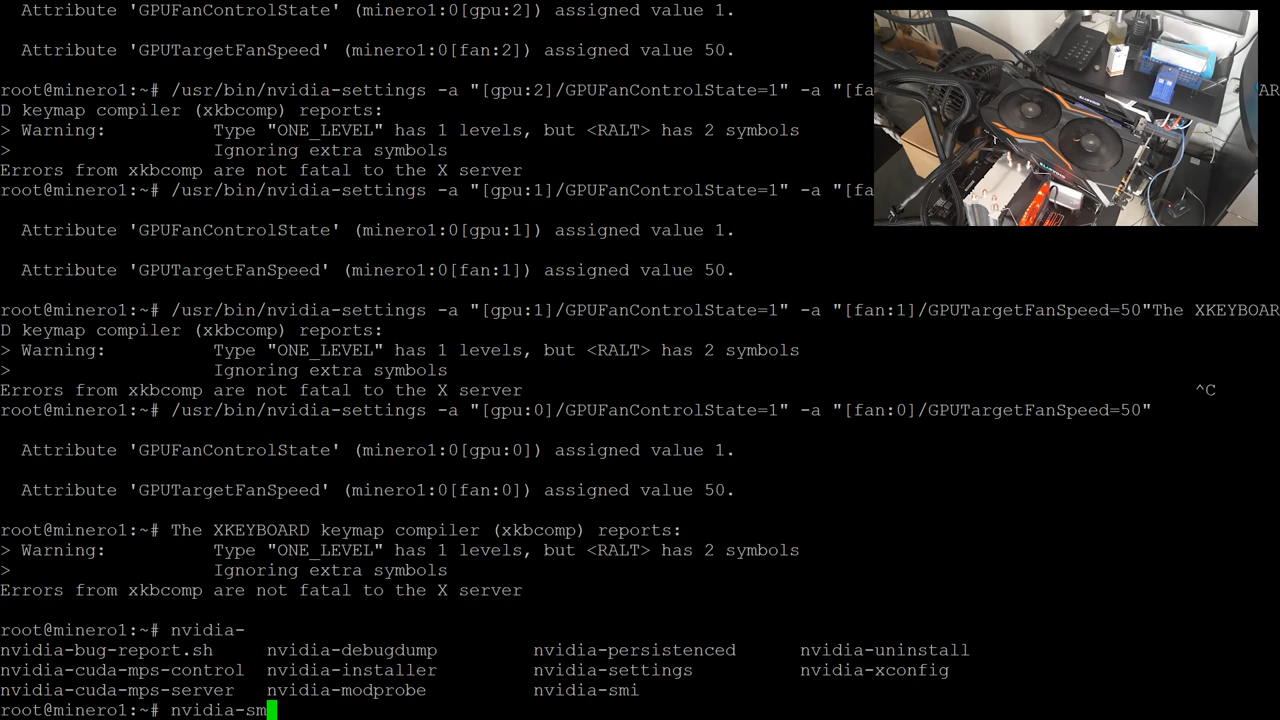 Attribute 'GPUFanControlState' (minero1:0[gpu:2]) assigned value 1.
Attribute 'GPUTargetFanSpeed' (minero1:0[fan:2]) assigned value 50.
root@minero1:~# /usr/bin/nvidia-settings -a "[gpu:2]/GPUFanControlState=1" -a "[fa AR
D keymap compiler (xkbcomp) reports:
> Warning:          Type "ONE_LEVEL" has 1 levels, but <RALT> has 2 symbols
>                   Ignoring extra symbols
Errors from xkbcomp are not fatal to the X server
root@minero1:~# /usr/bin/nvidia-settings -a "[gpu:1]/GPUFanControlState=1" -a "[fa
Attribute 'GPUFanControlState' (minero1:0[gpu:1]) assigned value 1.
Attribute 'GPUTargetFanSpeed' (minero1:0[fan:1]) assigned value 50.
root@minero1:~# /usr/bin/nvidia-settings -a "[gpu:1]/GPUFanControlState=1" -a "[fan:1]/GPUTargetFanSpeed=50"The XKEYBOAR
D keymap compiler (xkbcomp) reports:
> Warning:          Type "ONE_LEVEL" has 1 levels, but <RALT> has 2 symbols
>                   Ignoring extra symbols
Errors from xkbcomp are not fatal to the X server ^C
root@minero1:~# /usr/bin/nvidia-settings -a "[gpu:0]/GPUFanControlState=1" -a "[fan:0]/GPUTargetFanSpeed=50"
Attribute 'GPUFanControlState' (minero1:0[gpu:0]) assigned value 1.
Attribute 'GPUTargetFanSpeed' (minero1:0[fan:0]) assigned value 50.
root@minero1:~# The XKEYBOARD keymap compiler (xkbcomp) reports:
> Warning:          Type "ONE_LEVEL" has 1 levels, but <RALT> has 2 symbols
>                   Ignoring extra symbols
Errors from xkbcomp are not fatal to the X server
root@minero1:~# nvidia-
nvidia-bug-report.sh nvidia-debugdump nvidia-persistenced nvidia-uninstall
nvidia-cuda-mps-control nvidia-installer nvidia-settings nvidia-xconfig
nvidia-cuda-mps-server nvidia-modprobe nvidia-smi
root@minero1:~# nvidia-sm